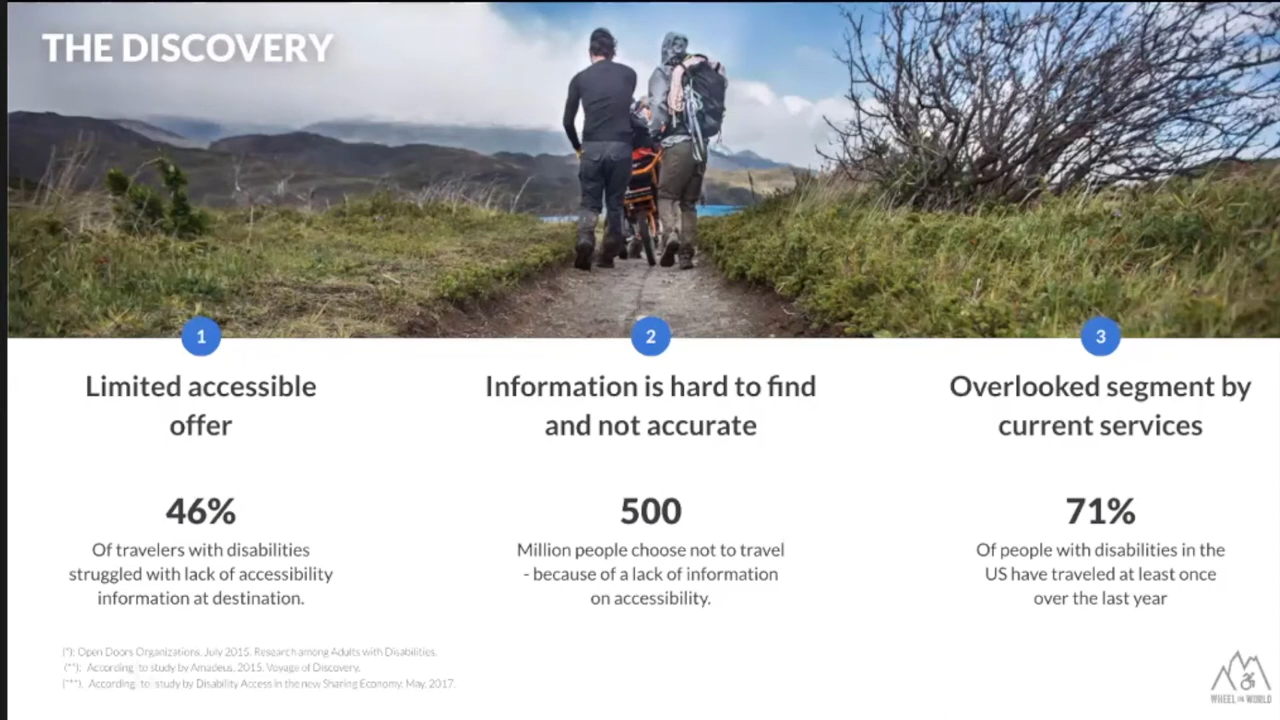 THE DISCOVERY
1
Limited accessible
offer
46%
Of travelers with disabilities
struggled with lack of accessibility
information at destination.
2
Information is hard to find
and not accurate
500
Million people choose not to travel
- because of a lack of information
on accessibility.
3
Overlooked segment by
current services
71%
Of people with disabilities in the
US have traveled at least once
over the last year
(*): Open Doors Organizations. July 2015. Research among Adults with Disabilities.
(**): According to study by Amadeus. 2015. Voyage of Discovery.
(***). According to study by Disability Access in the new Sharing Economy. May, 2017.
WHEEL THE WORLD